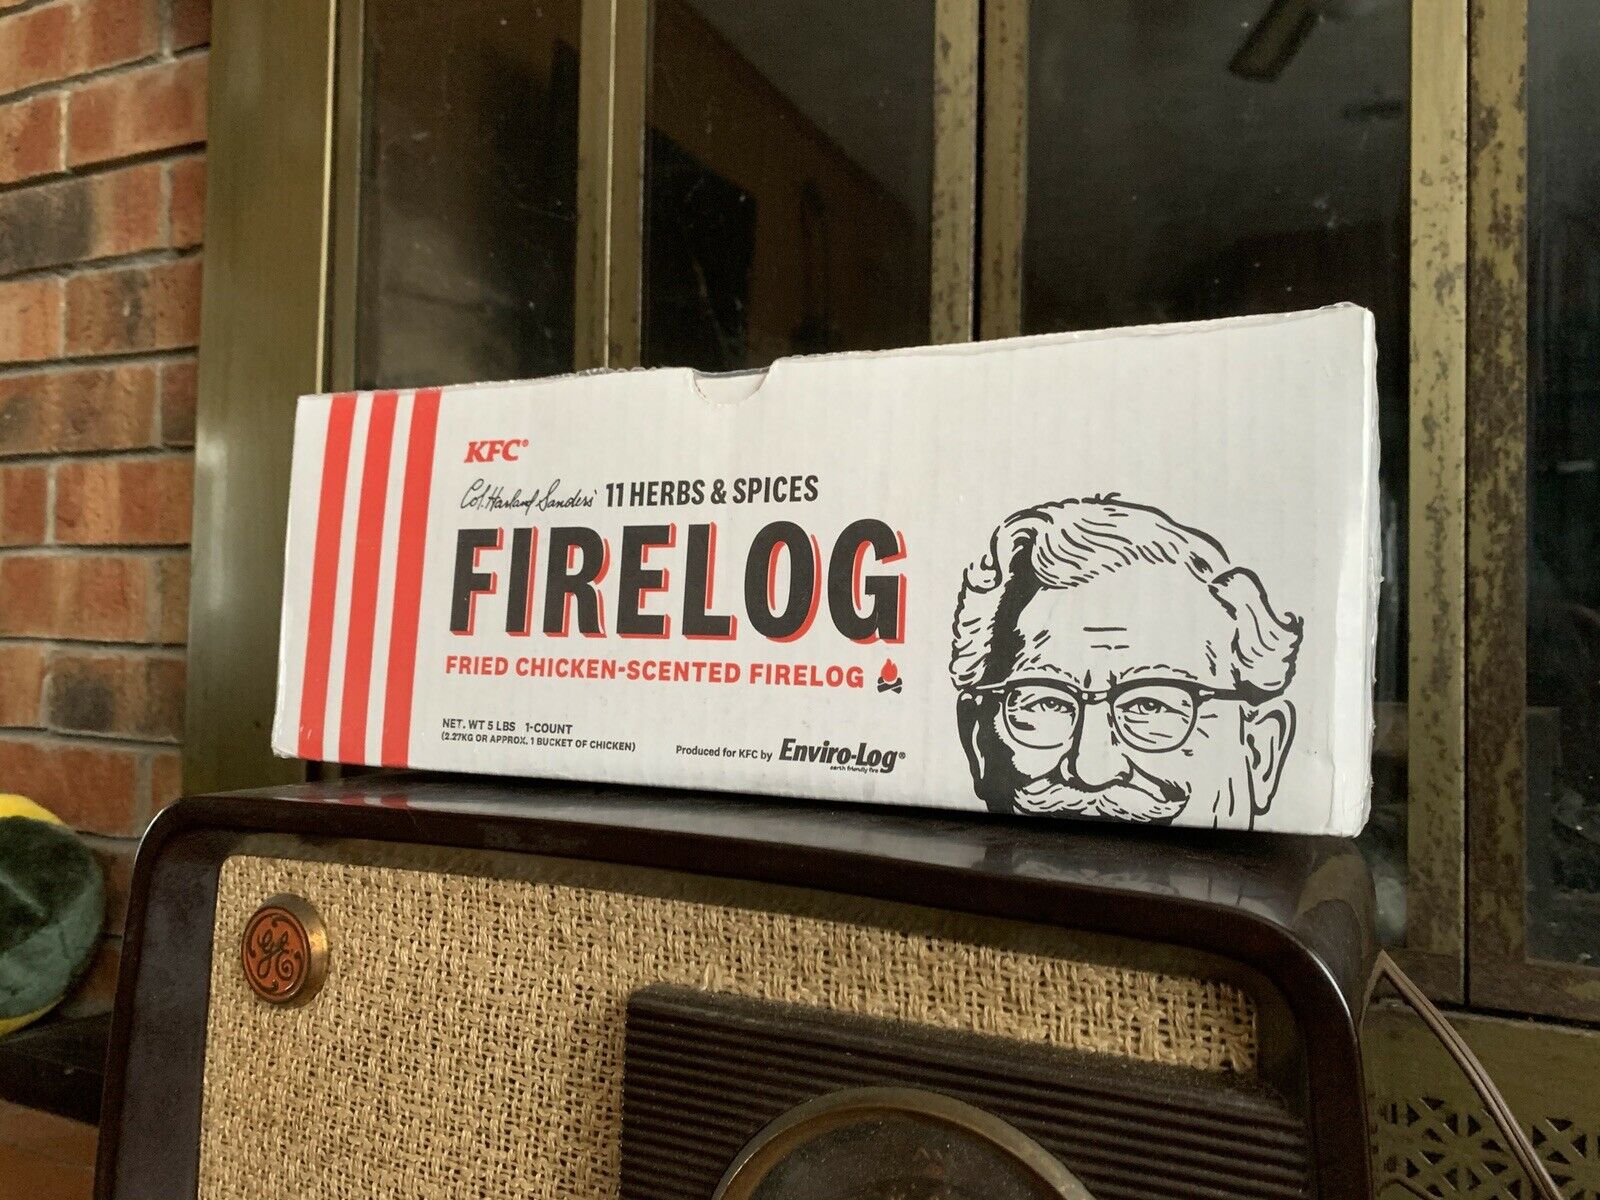 KFC®
Col. Harland Sanders' 11 HERBS & SPICES
FIRELOG
FRIED CHICKEN-SCENTED FIRELOG
NET. WT 5 LBS 1-COUNT
(2.27KG OR APPROX. 1 BUCKET OF CHICKEN)
Produced for KFC by Enviro-Log®
earth friendly fire
GE